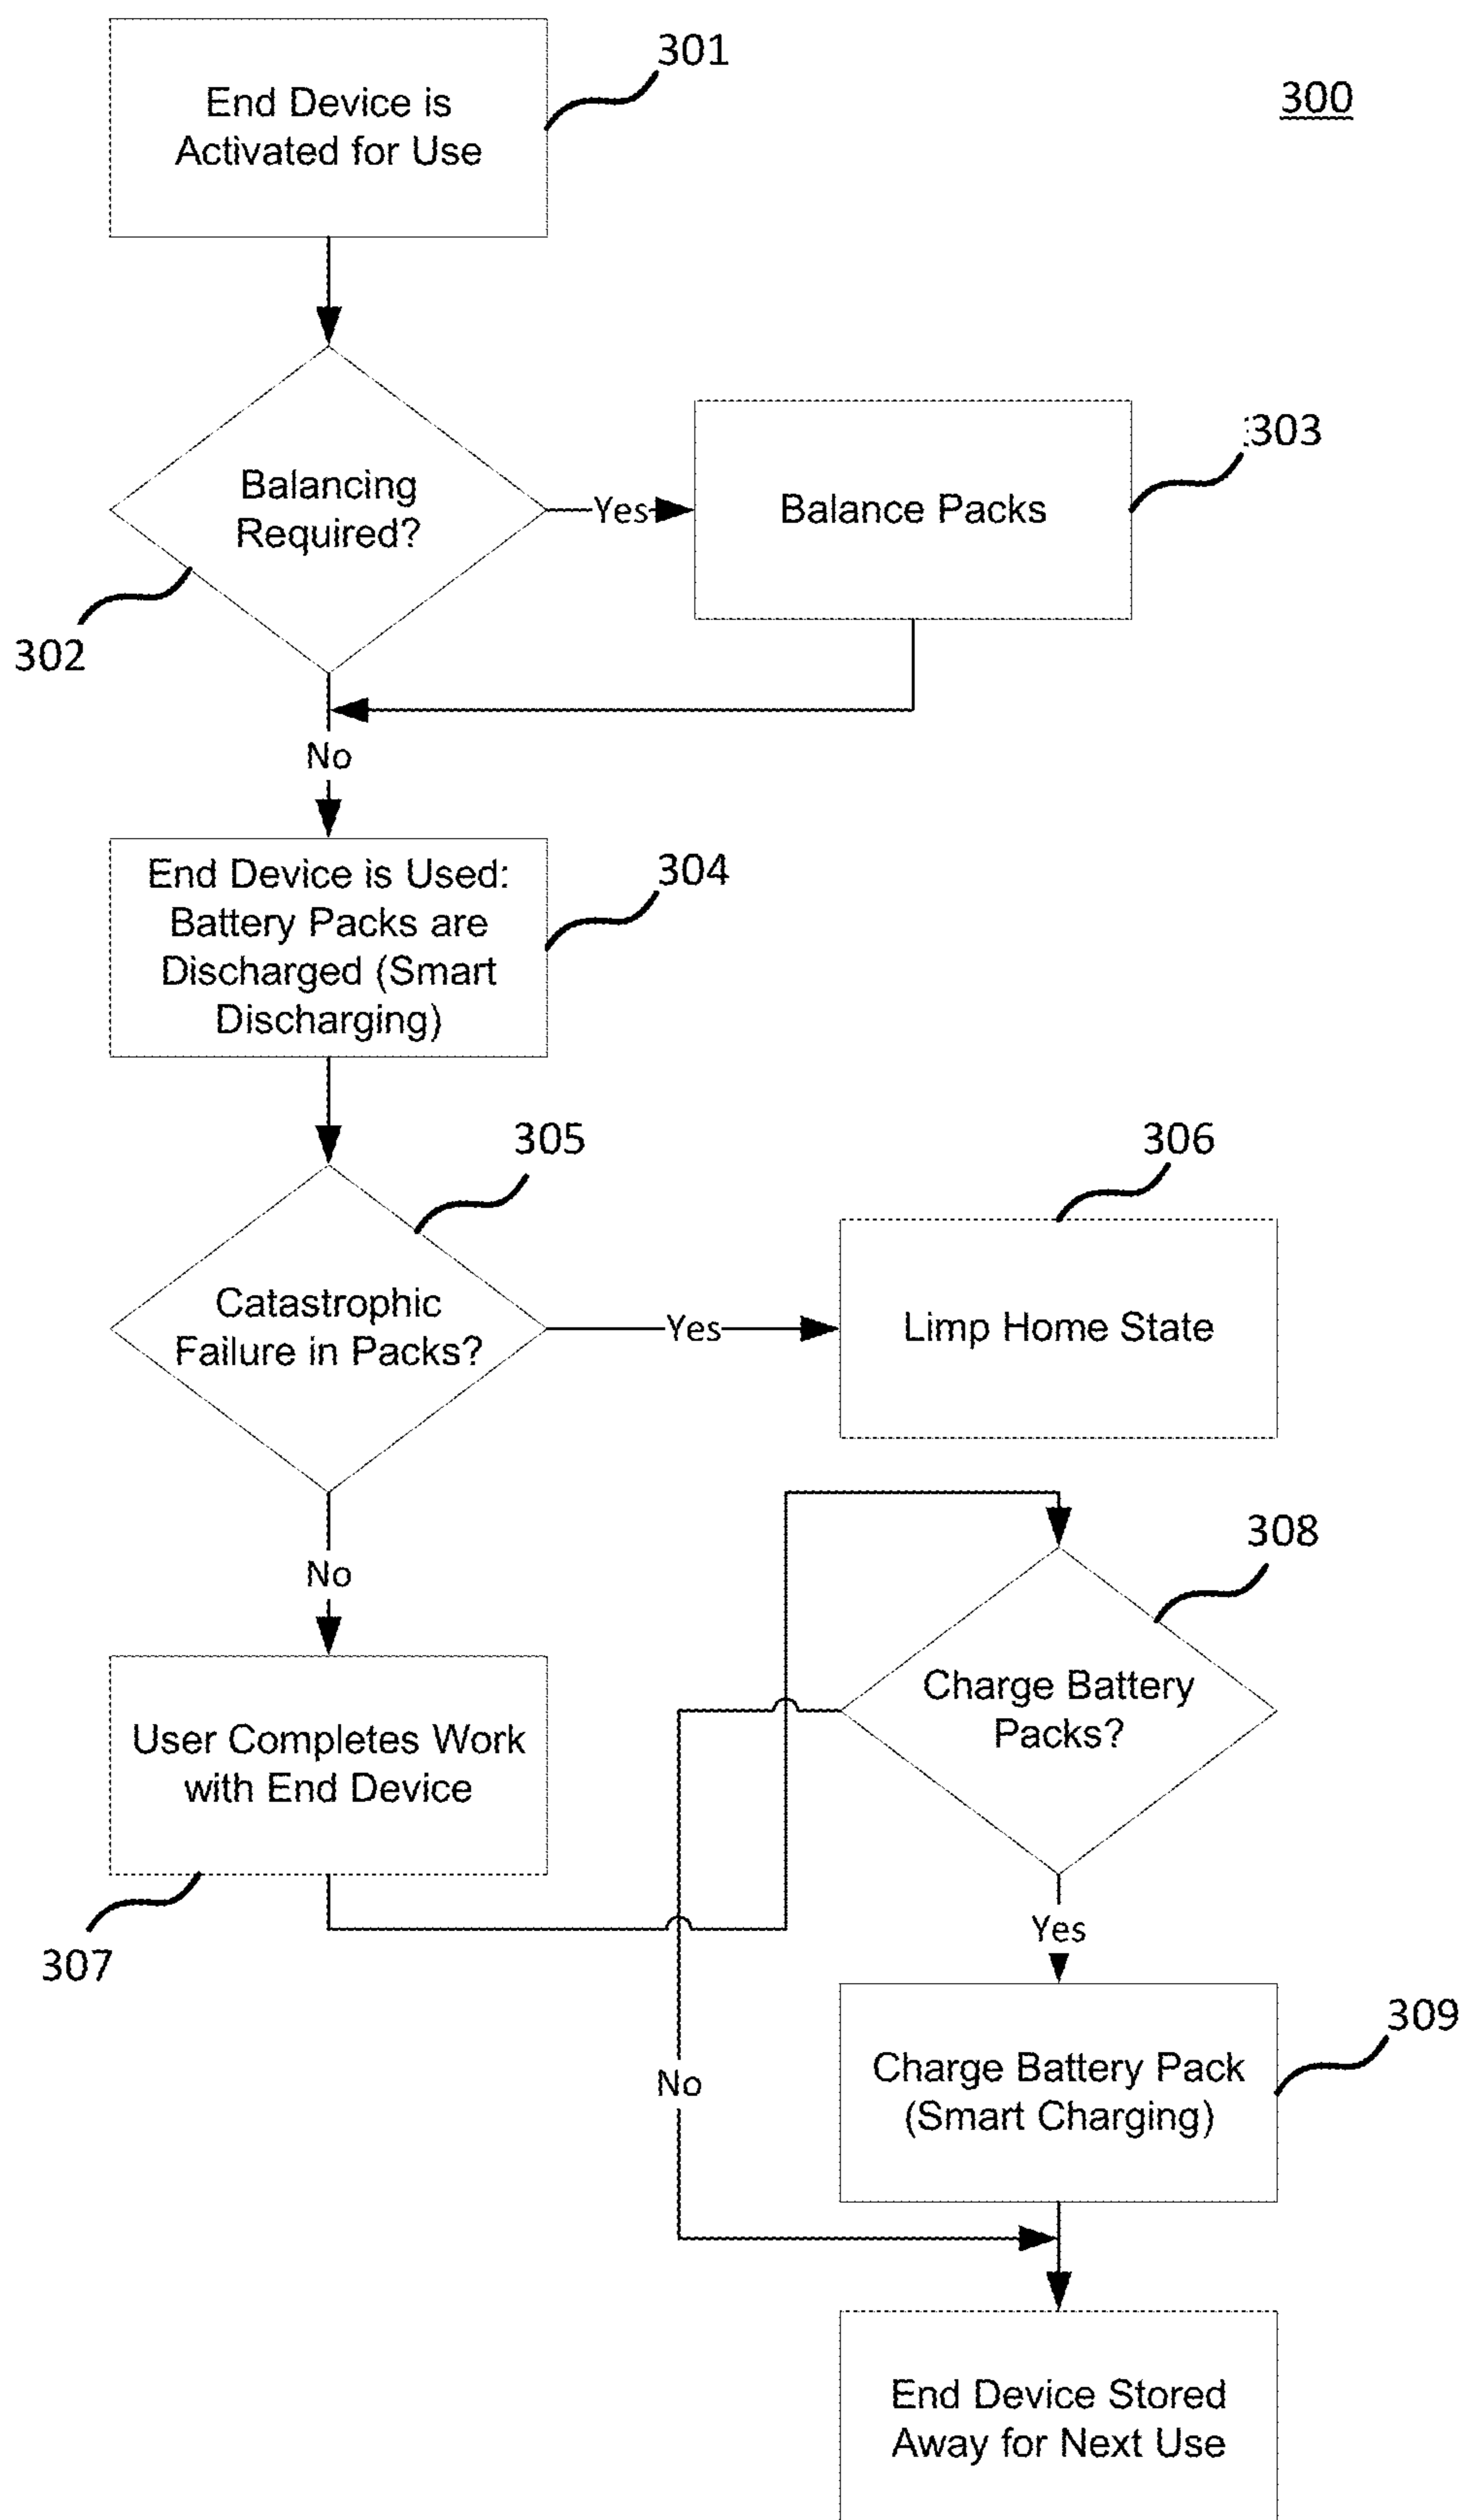 301
300
End Device is
Activated for Use
303
Balancing
Required?
Yes
Balance Packs
302
No
End Device is Used:
Battery Packs are
Discharged (Smart
Discharging)
304
305
306
Catastrophic
Failure in Packs?
Yes
Limp Home State
No
308
User Completes Work
with End Device
Charge Battery
Packs?
307
Yes
309
No
Charge Battery Pack
(Smart Charging)
End Device Stored
Away for Next Use